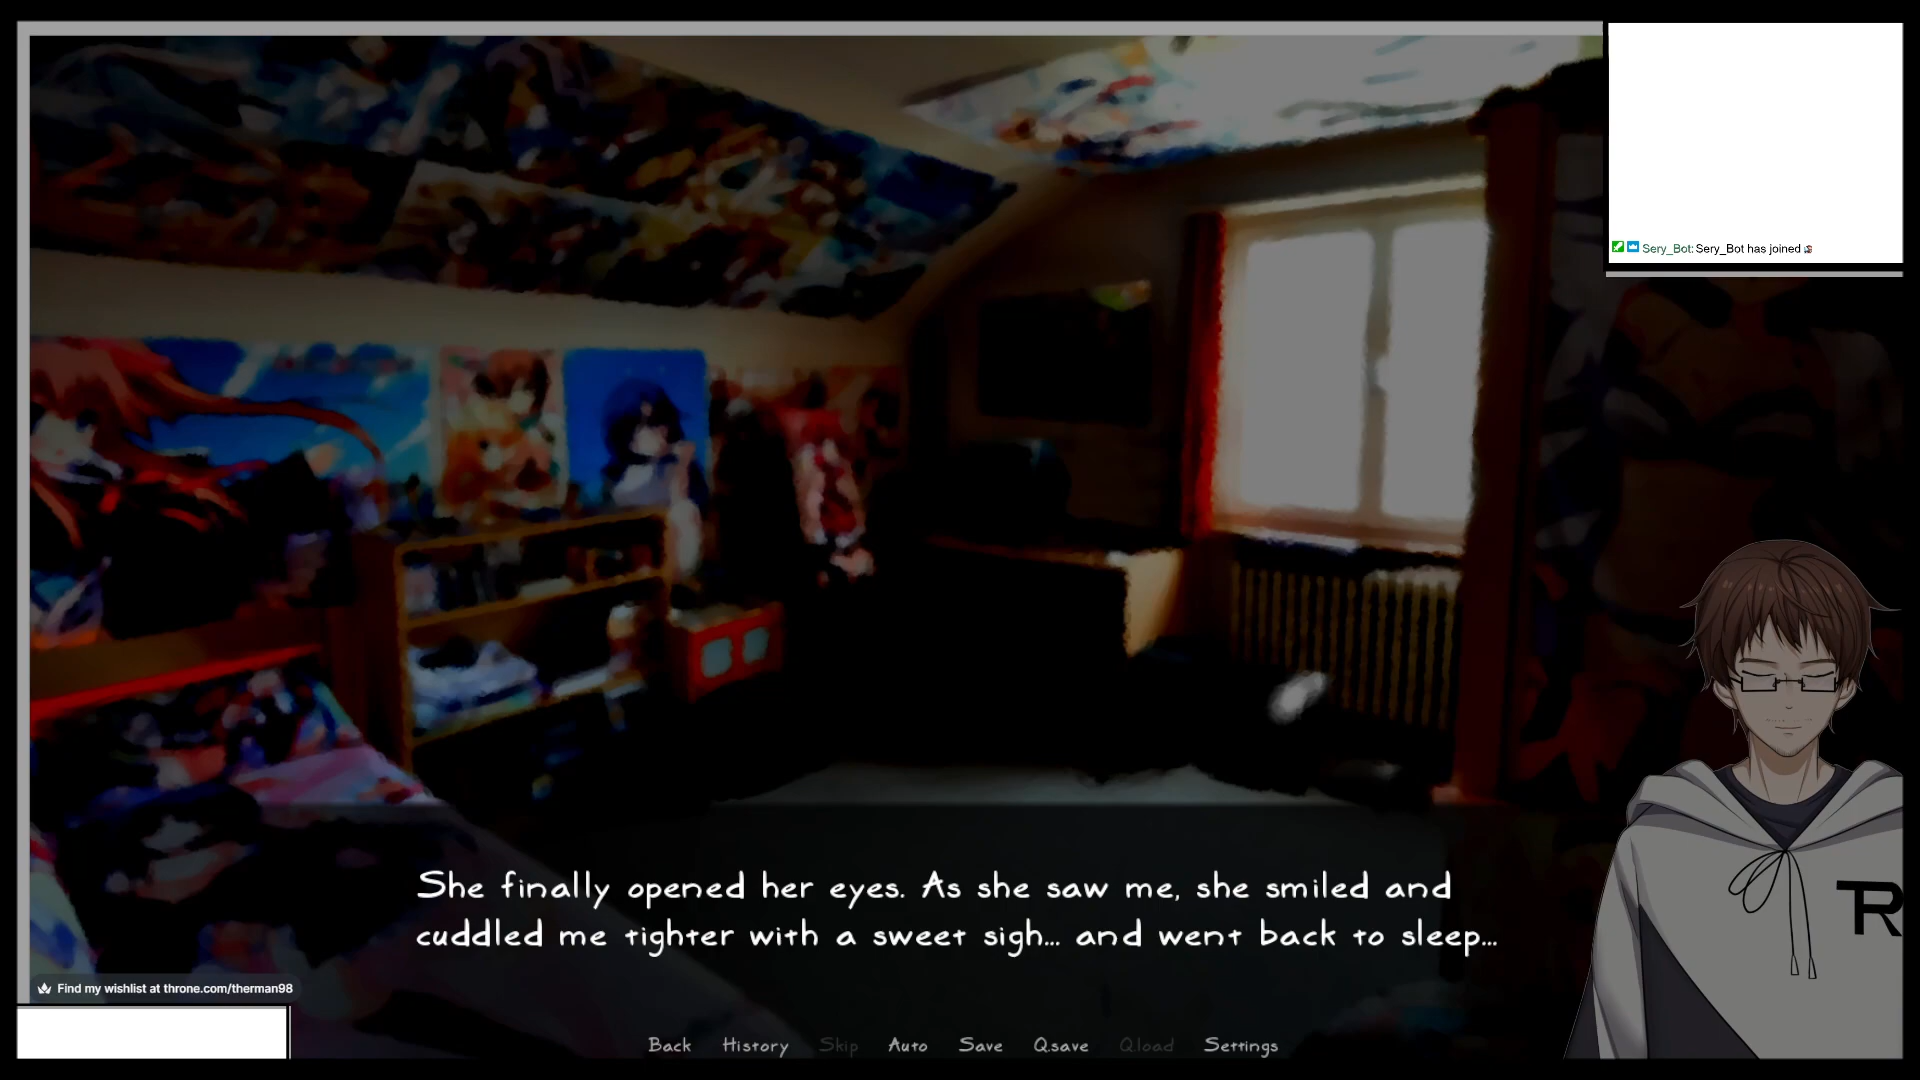 Sery_Bot: Sery_Bot has joined
TR
She finally opened her eyes. As she saw me, she smiled and
cuddled me tighter with a sweet sigh... and went back to sleep...
Find my wishlist at throne.com/therman98
Back History Skip Auto Save Q.save Q.load Settings